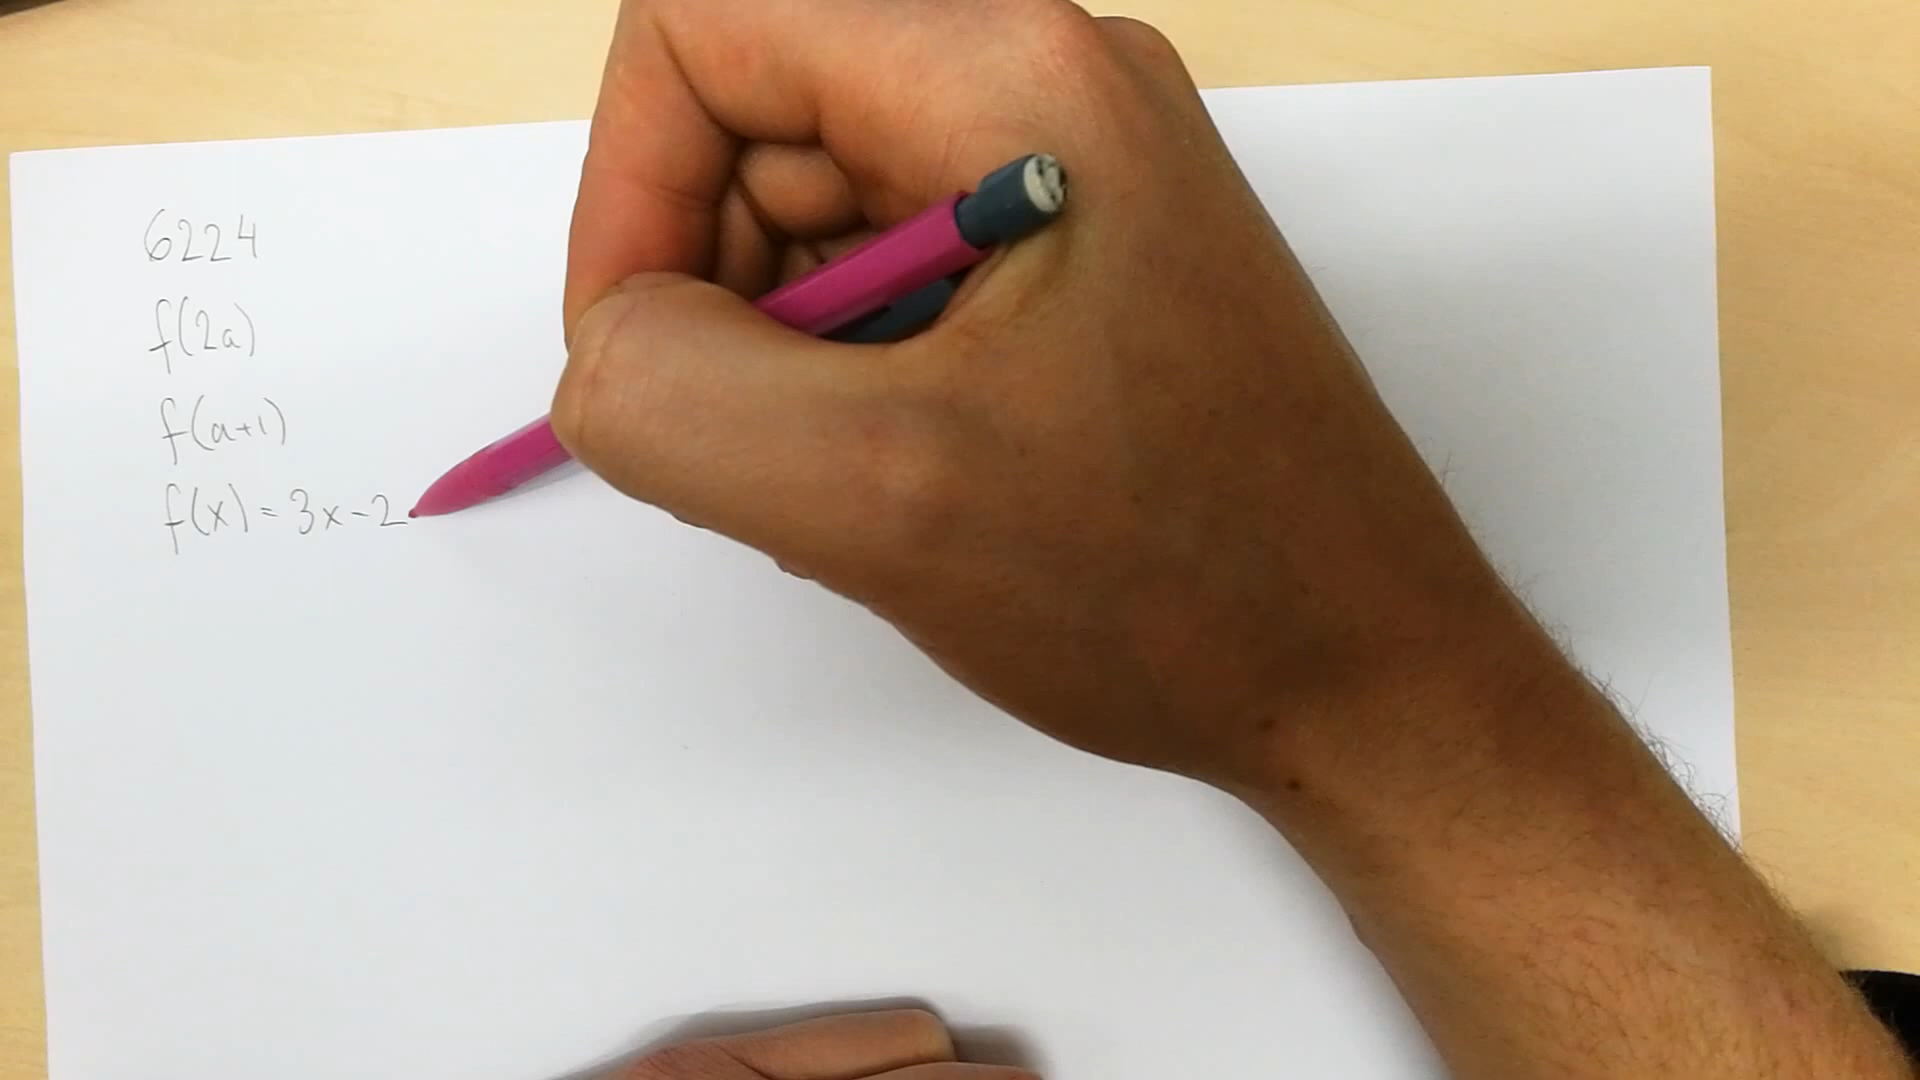 6224
f(2a)
f(a+1)
f(x) = 3x-2